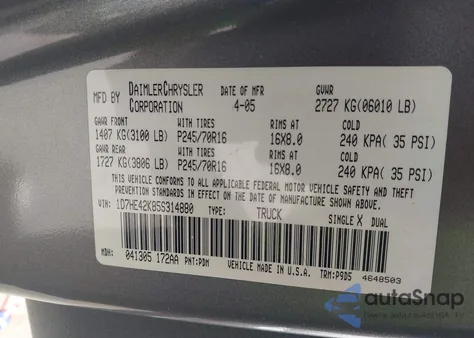 MFD BY DAIMLERCHRYSLER CORPORATION DATE OF MFR 4-05 GVWR 2727 KG(06010 LB)
GAWR FRONT WITH TIRES RIMS AT COLD
1407 KG(3100 LB) P245/70R16 16X8.0 240 KPA( 35 PSI)
GAWR REAR WITH TIRES RIMS AT COLD
1727 KG(3806 LB) P245/70R16 16X8.0 240 KPA( 35 PSI)
THIS VEHICLE CONFORMS TO ALL APPLICABLE FEDERAL MOTOR VEHICLE SAFETY AND THEFT
PREVENTION STANDARDS IN EFFECT ON THE DATE OF MANUFACTURE SHOWN ABOVE.
VIN: 1D7HE42K85S314880 TYPE: TRUCK SINGLE X DUAL
MDH: 041305 172AA PNT:PDM VEHICLE MADE IN U.S.A. TRM:P9D5 4648503
autoSnap